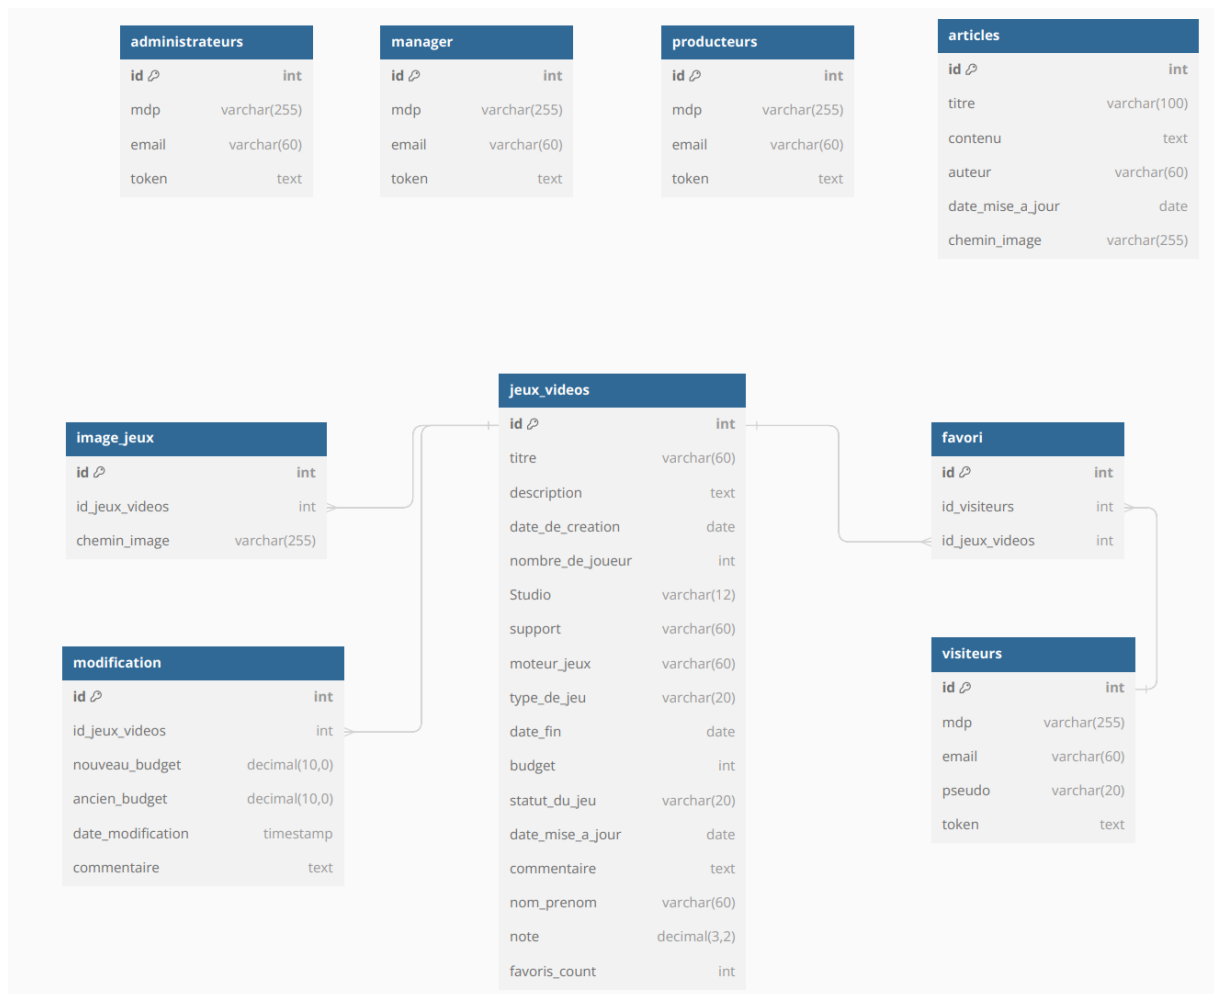 administrateurs
id int
mdp varchar(255)
email varchar(60)
token text
manager
id int
mdp varchar(255)
email varchar(60)
token text
producteurs
id int
mdp varchar(255)
email varchar(60)
token text
articles
id int
titre varchar(100)
contenu text
auteur varchar(60)
date_mise_a_jour date
chemin_image varchar(255)
image_jeux
id int
id_jeux_videos int
chemin_image varchar(255)
modification
id int
id_jeux_videos int
nouveau_budget decimal(10,0)
ancien_budget decimal(10,0)
date_modification timestamp
commentaire text
jeux_videos
id int
titre varchar(60)
description text
date_de_creation date
nombre_de_joueur int
Studio varchar(12)
support varchar(60)
moteur_jeux varchar(60)
type_de_jeu varchar(20)
date_fin date
budget int
statut_du_jeu varchar(20)
date_mise_a_jour date
commentaire text
nom_prenom varchar(60)
note decimal(3,2)
favoris_count int
favori
id int
id_visiteurs int
id_jeux_videos int
visiteurs
id int
mdp varchar(255)
email varchar(60)
pseudo varchar(20)
token text